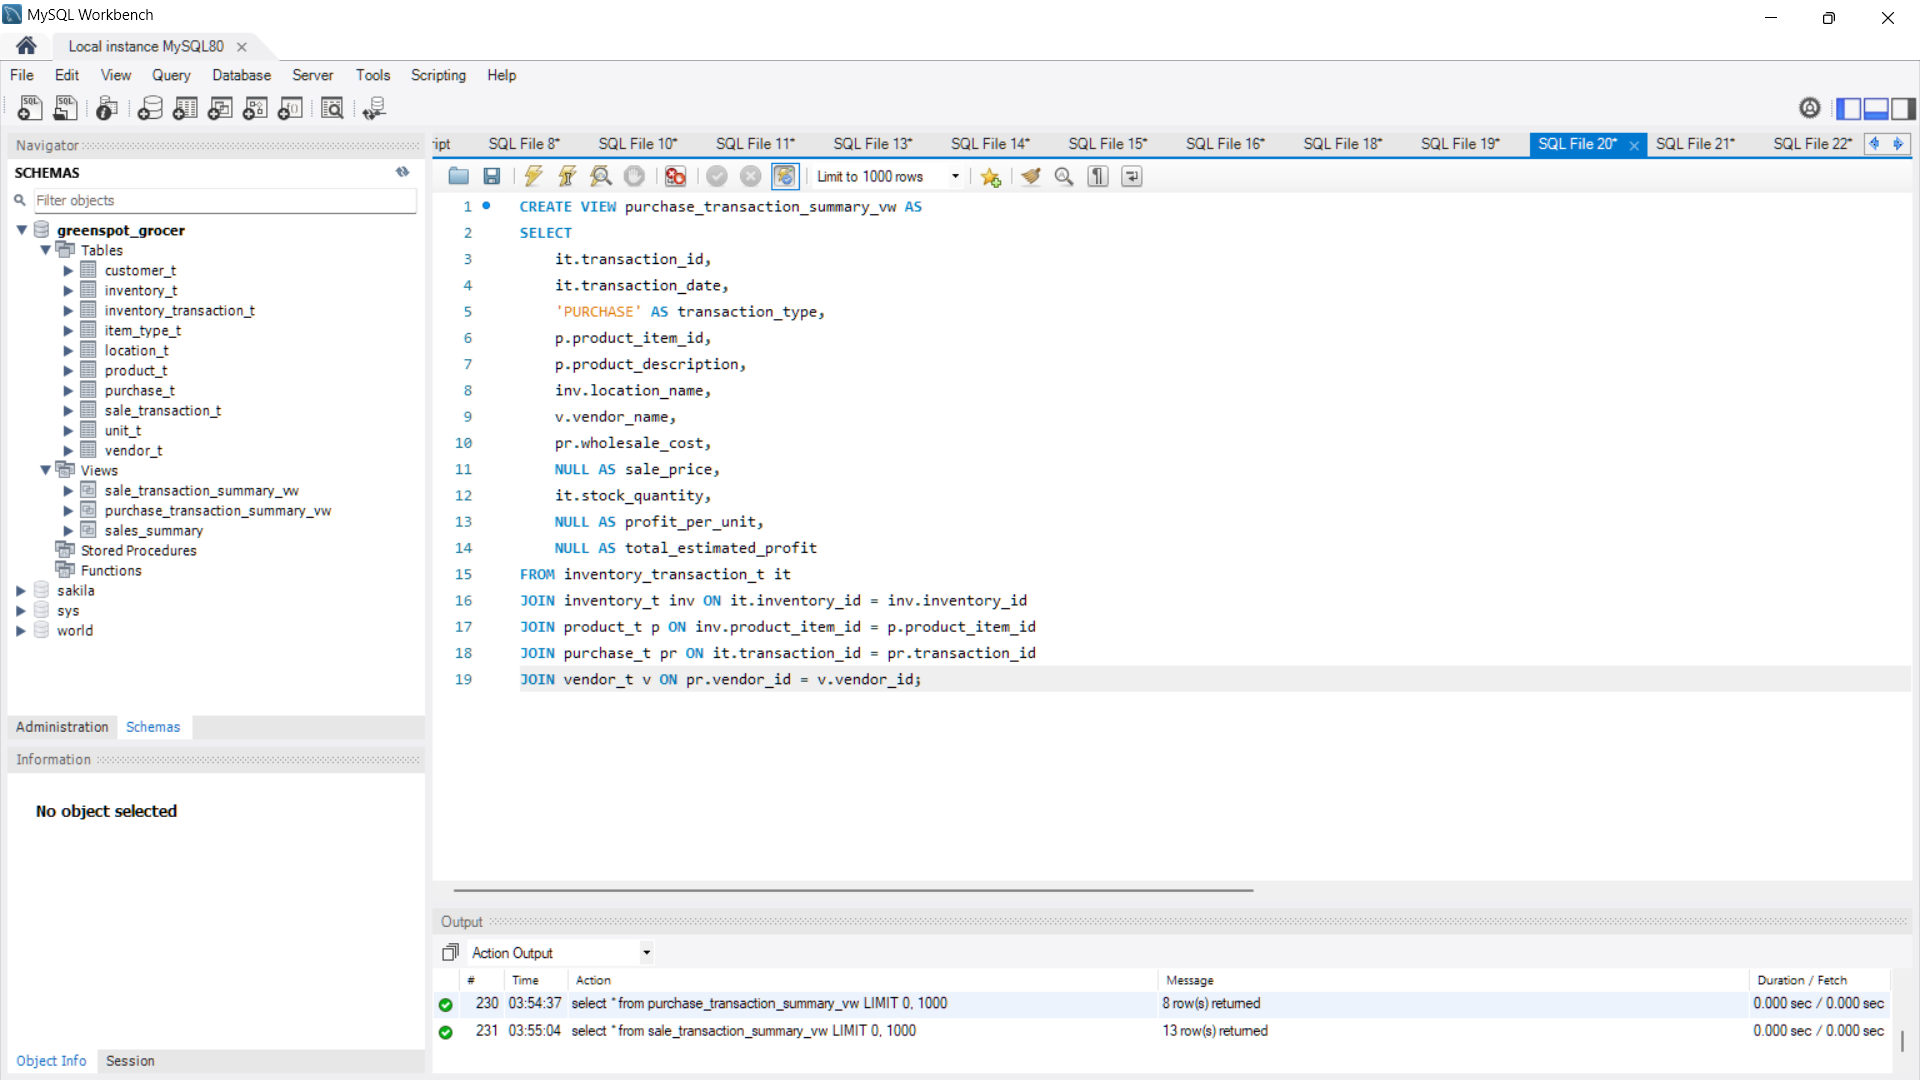 MySQL Workbench
Local instance MySQL80
File Edit View Query Database Server Tools Scripting Help
Navigator
SCHEMAS
Filter objects
greenspot_grocer
Tables
customer_t
inventory_t
inventory_transaction_t
item_type_t
location_t
product_t
purchase_t
sale_transaction_t
unit_t
vendor_t
Views
sale_transaction_summary_vw
purchase_transaction_summary_vw
sales_summary
Stored Procedures
Functions
sakila
sys
world
Administration Schemas
Information
No object selected
Object Info Session
ript SQL File 8* SQL File 10* SQL File 11* SQL File 13* SQL File 14* SQL File 15* SQL File 16* SQL File 18* SQL File 19* SQL File 20* SQL File 21* SQL File 22*
Limit to 1000 rows
1 CREATE VIEW purchase_transaction_summary_vw AS
2 SELECT
3 it.transaction_id,
4 it.transaction_date,
5 'PURCHASE' AS transaction_type,
6 p.product_item_id,
7 p.product_description,
8 inv.location_name,
9 v.vendor_name,
10 pr.wholesale_cost,
11 NULL AS sale_price,
12 it.stock_quantity,
13 NULL AS profit_per_unit,
14 NULL AS total_estimated_profit
15 FROM inventory_transaction_t it
16 JOIN inventory_t inv ON it.inventory_id = inv.inventory_id
17 JOIN product_t p ON inv.product_item_id = p.product_item_id
18 JOIN purchase_t pr ON it.transaction_id = pr.transaction_id
19 JOIN vendor_t v ON pr.vendor_id = v.vendor_id;
Output
Action Output
# Time Action Message Duration / Fetch
230 03:54:37 select * from purchase_transaction_summary_vw LIMIT 0, 1000 8 row(s) returned 0.000 sec / 0.000 sec
231 03:55:04 select * from sale_transaction_summary_vw LIMIT 0, 1000 13 row(s) returned 0.000 sec / 0.000 sec